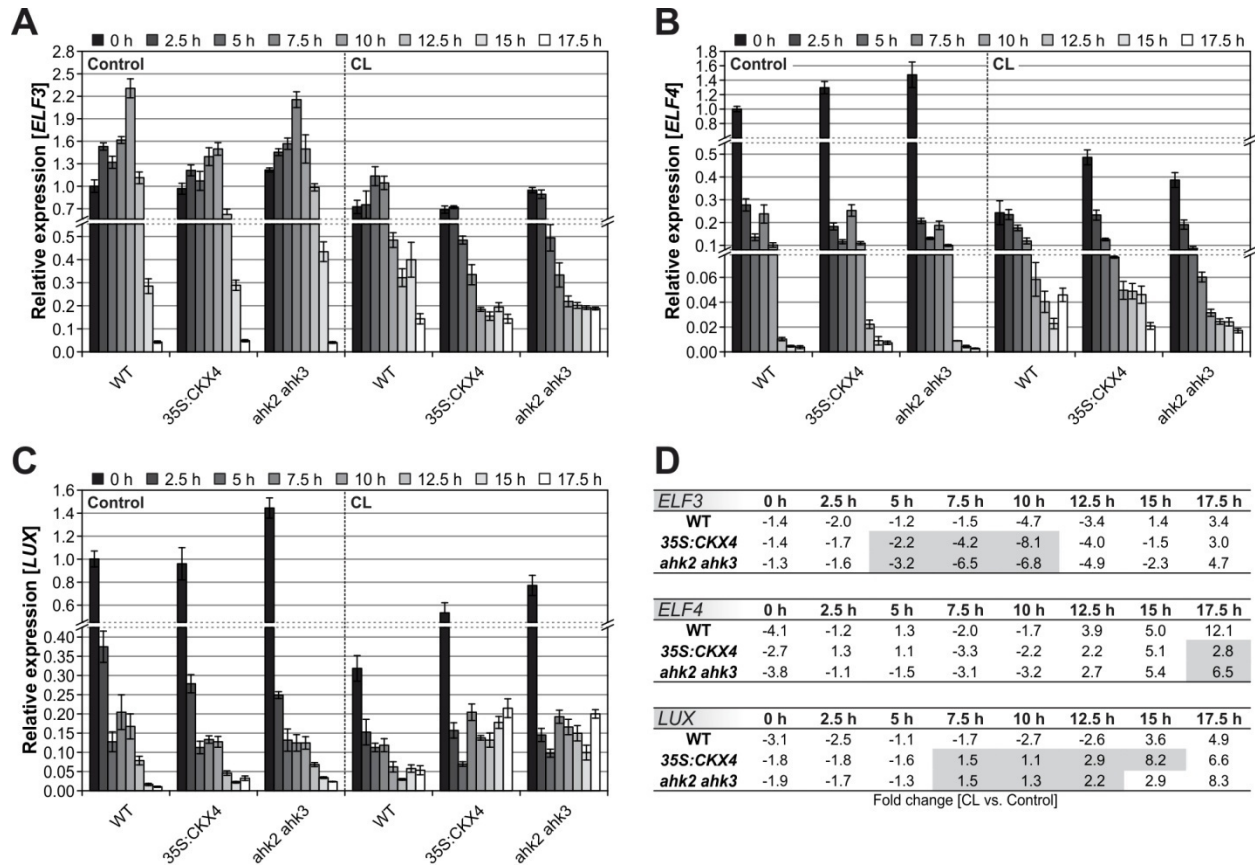 A
0 h 2.5 h 5 h 7.5 h 10 h 12.5 h 15 h 17.5 h
Relative expression [ELF3]
2.8
2.5
2.2
1.9
1.6
1.3
1.0
0.7
0.5
0.4
0.3
0.2
0.1
0.0
Control
CL
WT
35S:CKX4
ahk2 ahk3
WT
35S:CKX4
ahk2 ahk3
B
0 h 2.5 h 5 h 7.5 h 10 h 12.5 h 15 h 17.5 h
Relative expression [ELF4]
1.8
1.6
1.4
1.2
1.0
0.8
0.5
0.4
0.3
0.2
0.1
0.06
0.04
0.02
0.00
Control
CL
WT
35S:CKX4
ahk2 ahk3
WT
35S:CKX4
ahk2 ahk3
C
0 h 2.5 h 5 h 7.5 h 10 h 12.5 h 15 h 17.5 h
Relative expression [LUX]
1.6
1.4
1.2
1.0
0.8
0.6
0.40
0.35
0.30
0.25
0.20
0.15
0.10
0.05
0.00
Control
CL
WT
35S:CKX4
ahk2 ahk3
WT
35S:CKX4
ahk2 ahk3
D
ELF3 0 h 2.5 h 5 h 7.5 h 10 h 12.5 h 15 h 17.5 h
WT -1.4 -2.0 -1.2 -1.5 -4.7 -3.4 1.4 3.4
35S:CKX4 -1.4 -1.7 -2.2 -4.2 -8.1 -4.0 -1.5 3.0
ahk2 ahk3 -1.3 -1.6 -3.2 -6.5 -6.8 -4.9 -2.3 4.7
ELF4 0 h 2.5 h 5 h 7.5 h 10 h 12.5 h 15 h 17.5 h
WT -4.1 -1.2 1.3 -2.0 -1.7 3.9 5.0 12.1
35S:CKX4 -2.7 1.3 1.1 -3.3 -2.2 2.2 5.1 2.8
ahk2 ahk3 -3.8 -1.1 -1.5 -3.1 -3.2 2.7 5.4 6.5
LUX 0 h 2.5 h 5 h 7.5 h 10 h 12.5 h 15 h 17.5 h
WT -3.1 -2.5 -1.1 -1.7 -2.7 -2.6 3.6 4.9
35S:CKX4 -1.8 -1.8 -1.6 1.5 1.1 2.9 8.2 6.6
ahk2 ahk3 -1.9 -1.7 -1.3 1.5 1.3 2.2 2.9 8.3
Fold change [CL vs. Control]